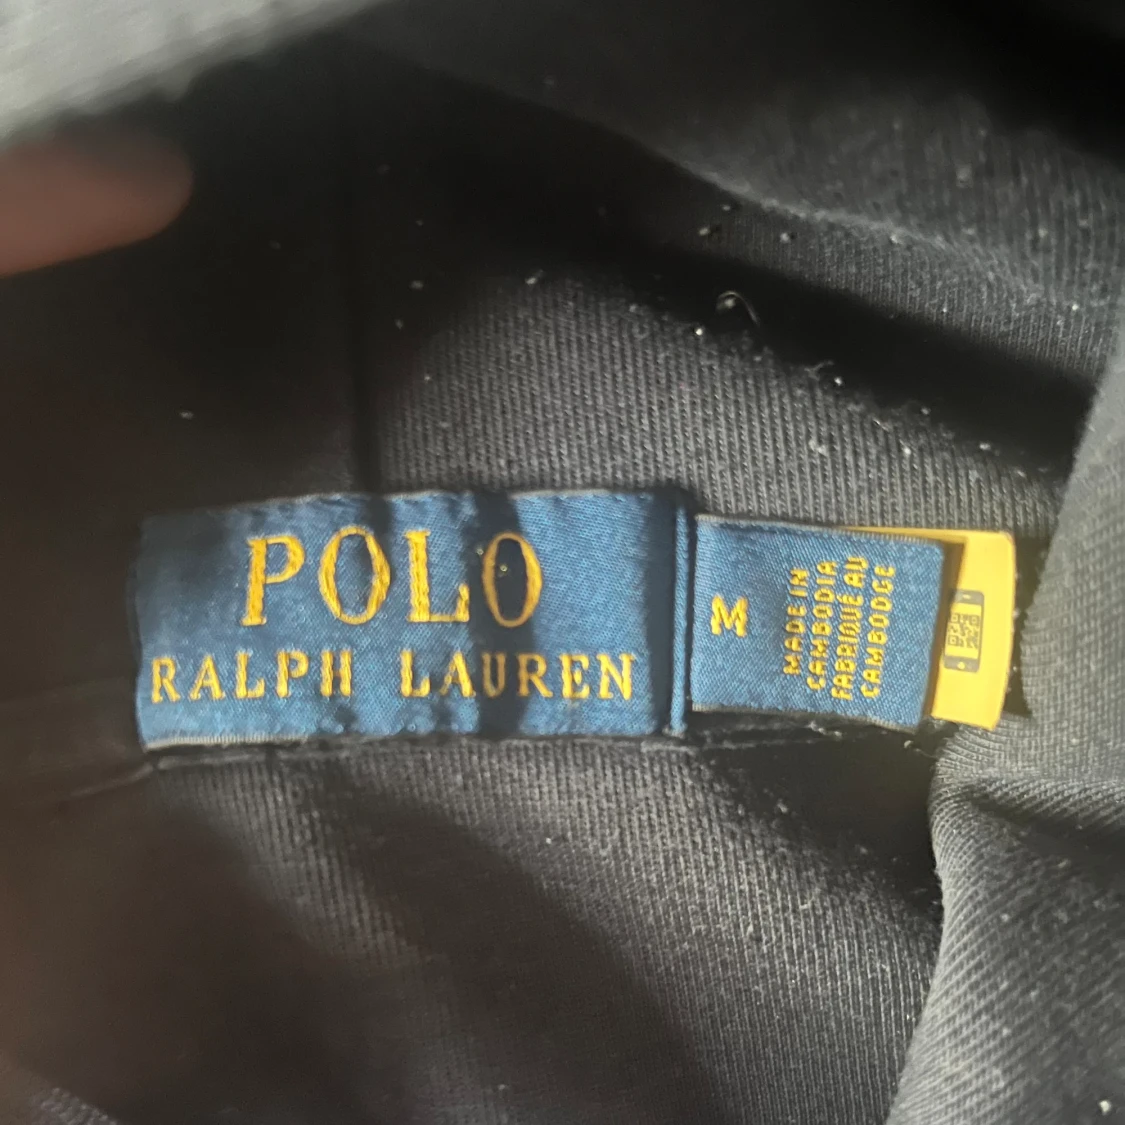 POLO
RALPH LAUREN
M
MADE IN
CAMBODIA
FABRIQUÉ AU
CAMBODGE